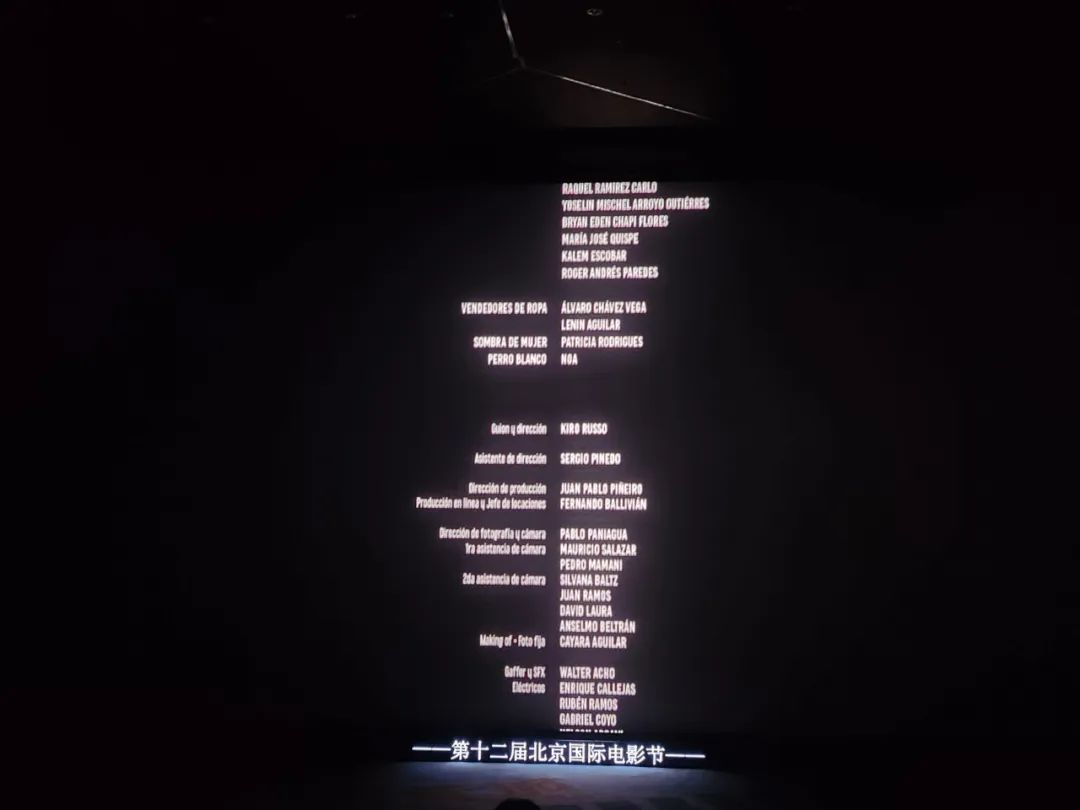 RAQUEL RAMIREZ CARLO
YOSELIN MISCHEL ARROYO GUTIÉRRES
BRYAN EDEN CHAPI FLORES
MARÍA JOSÉ QUISPE
KALEM ESCOBAR
ROGER ANDRÉS PAREDES
VENDEDORES DE ROPA ÁLVARO CHÁVEZ VEGA
LENIN AGUILAR
SOMBRA DE MUJER PATRICIA RODRIGUES
PERRO BLANCO NOA
Guion y dirección KIRO RUSSO
Asistente de dirección SERGIO PINEDO
Dirección de producción JUAN PABLO PIÑEIRO
Producción en línea y Jefe de locaciones FERNANDO BALLIVIÁN
Dirección de fotografía y cámara PABLO PANIAGUA
1ra asistencia de cámara MAURICIO SALAZAR
PEDRO MAMANI
2da asistencia de cámara SILVANA BALTZ
JUAN RAMOS
DAVID LAURA
ANSELMO BELTRÁN
Making of - Foto fija CAYARA AGUILAR
Gaffer y SFX WALTER ACHO
Eléctricos ENRIQUE CALLEJAS
RUBÉN RAMOS
GABRIEL COYO
——第十二届北京国际电影节——